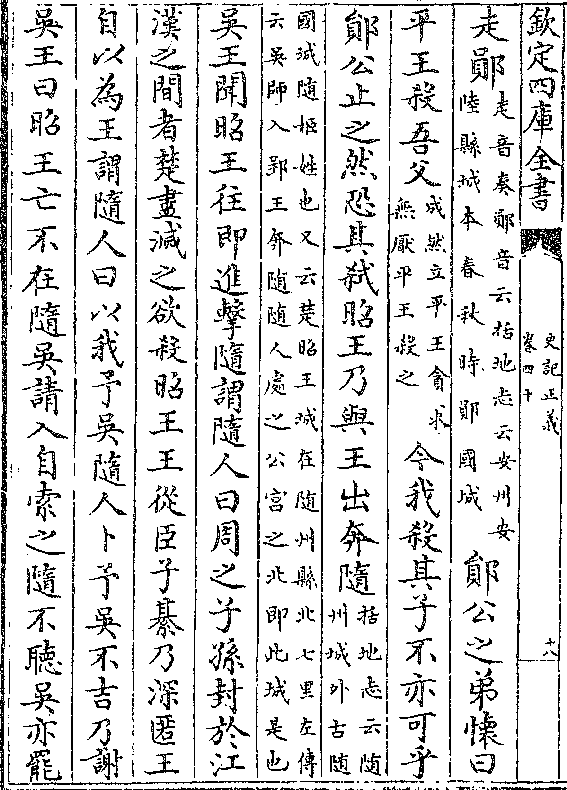 欽定四庫全書
史記正義
卷四十
十八
走鄖
走音奏鄖音云括地志云安州安
陸縣城本春秋時鄖國城
鄖公之弟懷曰
平王殺吾父
成然立平王貪求
無厭平王殺之
今我殺其子不亦可乎
鄖公止之然恐其弑昭王乃與王出奔隨
括地志云隨
州城外古隨
國滅隨姬姓也又云楚昭王城在隨州縣北七里左傳
云吳師入郢王奔隨隨人處之公宫之北即此城是也
吳王聞昭王往即進擊隨謂隨人曰周之子孫封於江
漢之間者楚盡滅之欲殺昭王王從臣子綦乃深匿王
自以為王謂隨人曰以我予吳隨人卜予吳不吉乃謝
吳王曰昭王亡不在隨吳請入自索之隨不聽吳亦罷